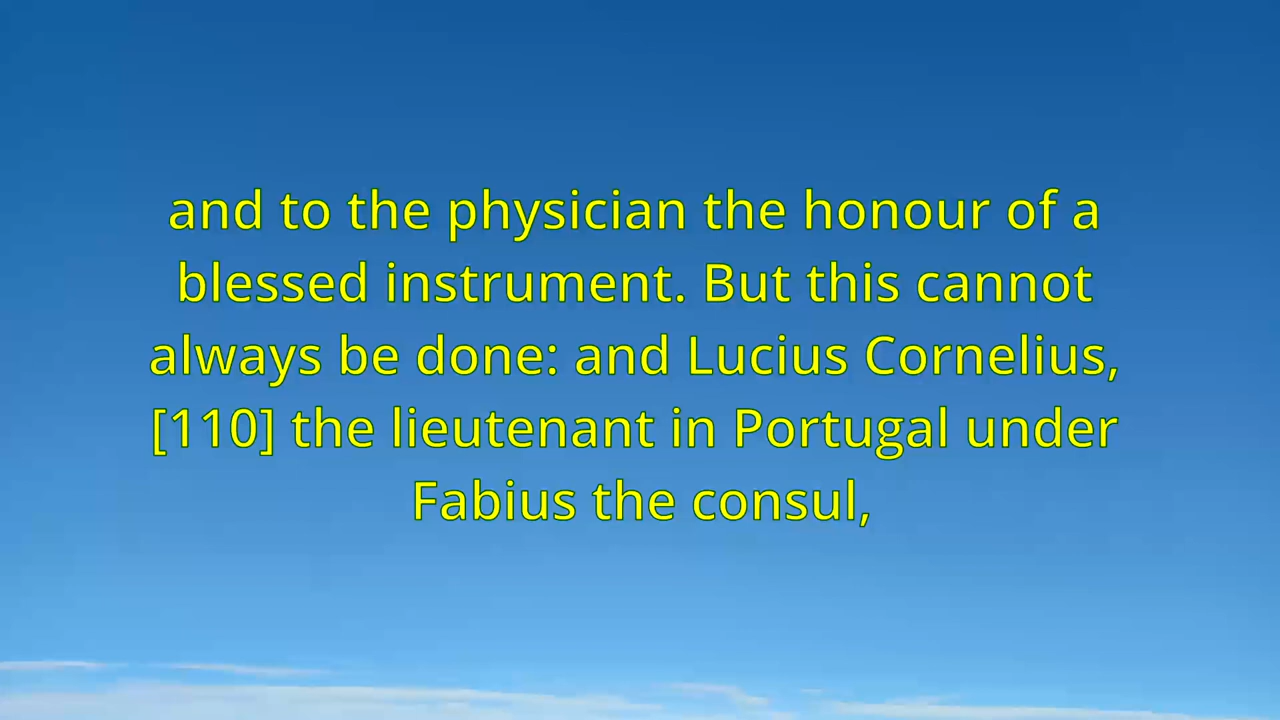 and to the physician the honour of a
blessed instrument. But this cannot
always be done: and Lucius Cornelius,
[110] the lieutenant in Portugal under
Fabius the consul,